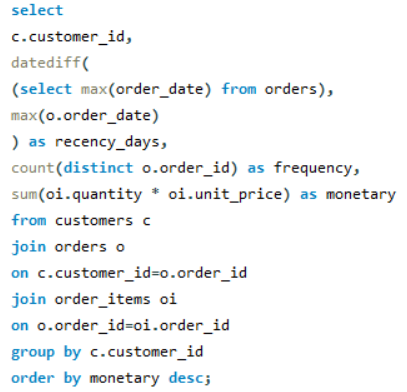 select
c.customer_id,
datediff(
(select max(order_date) from orders),
max(o.order_date)
) as recency_days,
count(distinct o.order_id) as frequency,
sum(oi.quantity * oi.unit_price) as monetary
from customers c
join orders o
on c.customer_id=o.order_id
join order_items oi
on o.order_id=oi.order_id
group by c.customer_id
order by monetary desc;